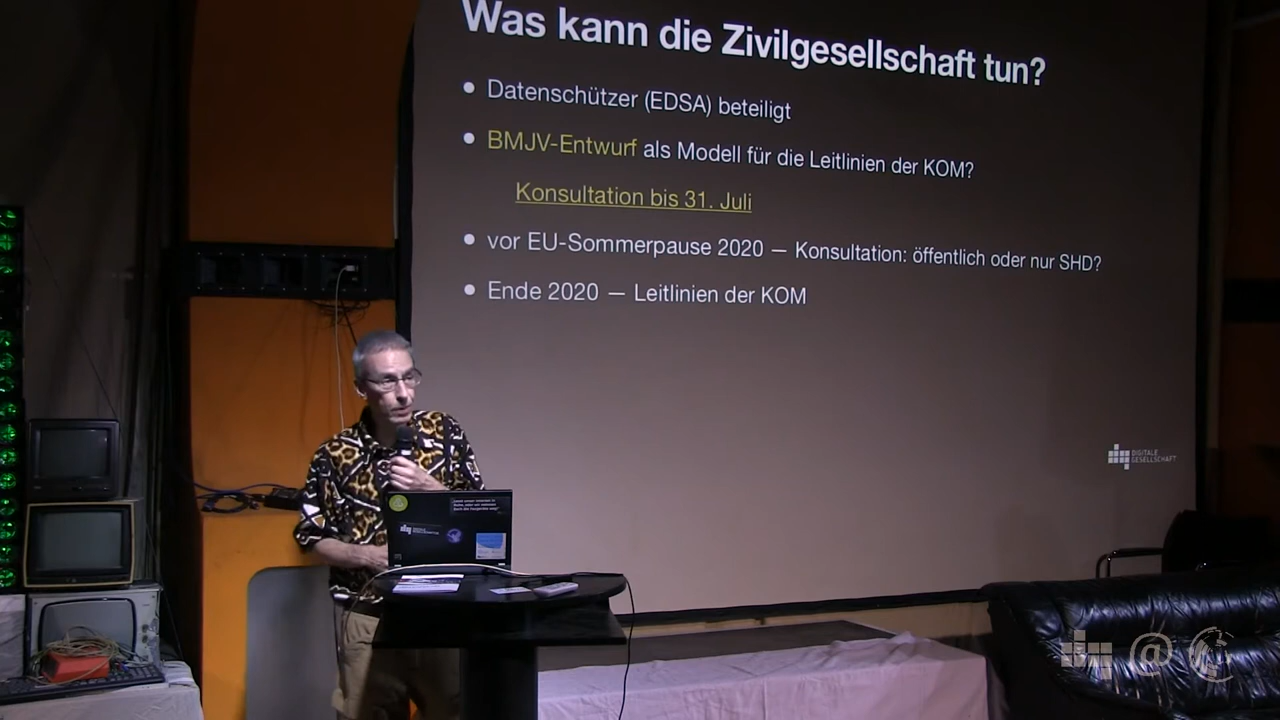 Was kann die Zivilgesellschaft tun?
Datenschützer (EDSA) beteiligt
BMJV-Entwurf als Modell für die Leitlinien der KOM?
Konsultation bis 31. Juli
vor EU-Sommerpause 2020 — Konsultation: öffentlich oder nur SHD?
Ende 2020 — Leitlinien der KOM
DIGITALE
GESELLSCHAFT
@